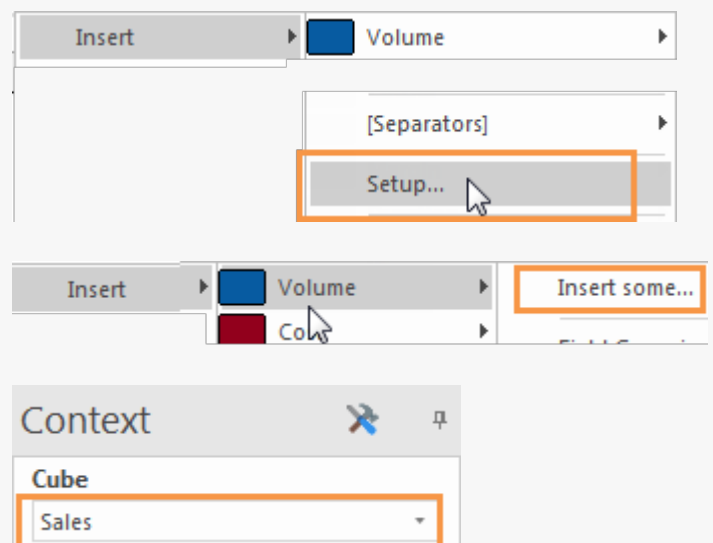 Insert Volume
[Separators]
Setup...
Insert Volume Insert some...
Context
Cube
Sales